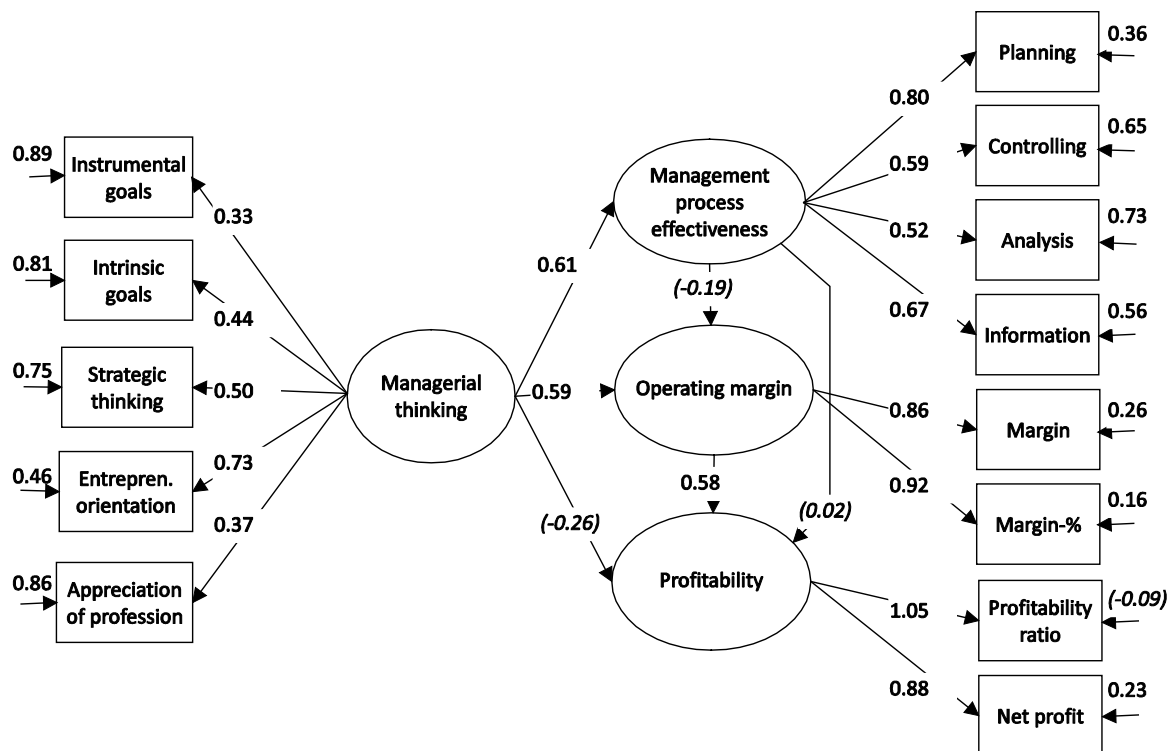 0.89
Instrumental
goals
0.33
0.81
Intrinsic
goals
0.44
0.75
Strategic
thinking
0.50
0.46
Entrepren.
orientation
0.73
0.86
Appreciation
of profession
0.37
Managerial
thinking
0.61
0.59
(-0.26)
Management
process
effectiveness
(-0.19)
Operating margin
0.58
(0.02)
Profitability
0.80
0.59
0.52
0.67
0.86
0.92
1.05
0.88
Planning
0.36
Controlling
0.65
Analysis
0.73
Information
0.56
Margin
0.26
Margin-%
0.16
Profitability
ratio
(-0.09)
Net profit
0.23